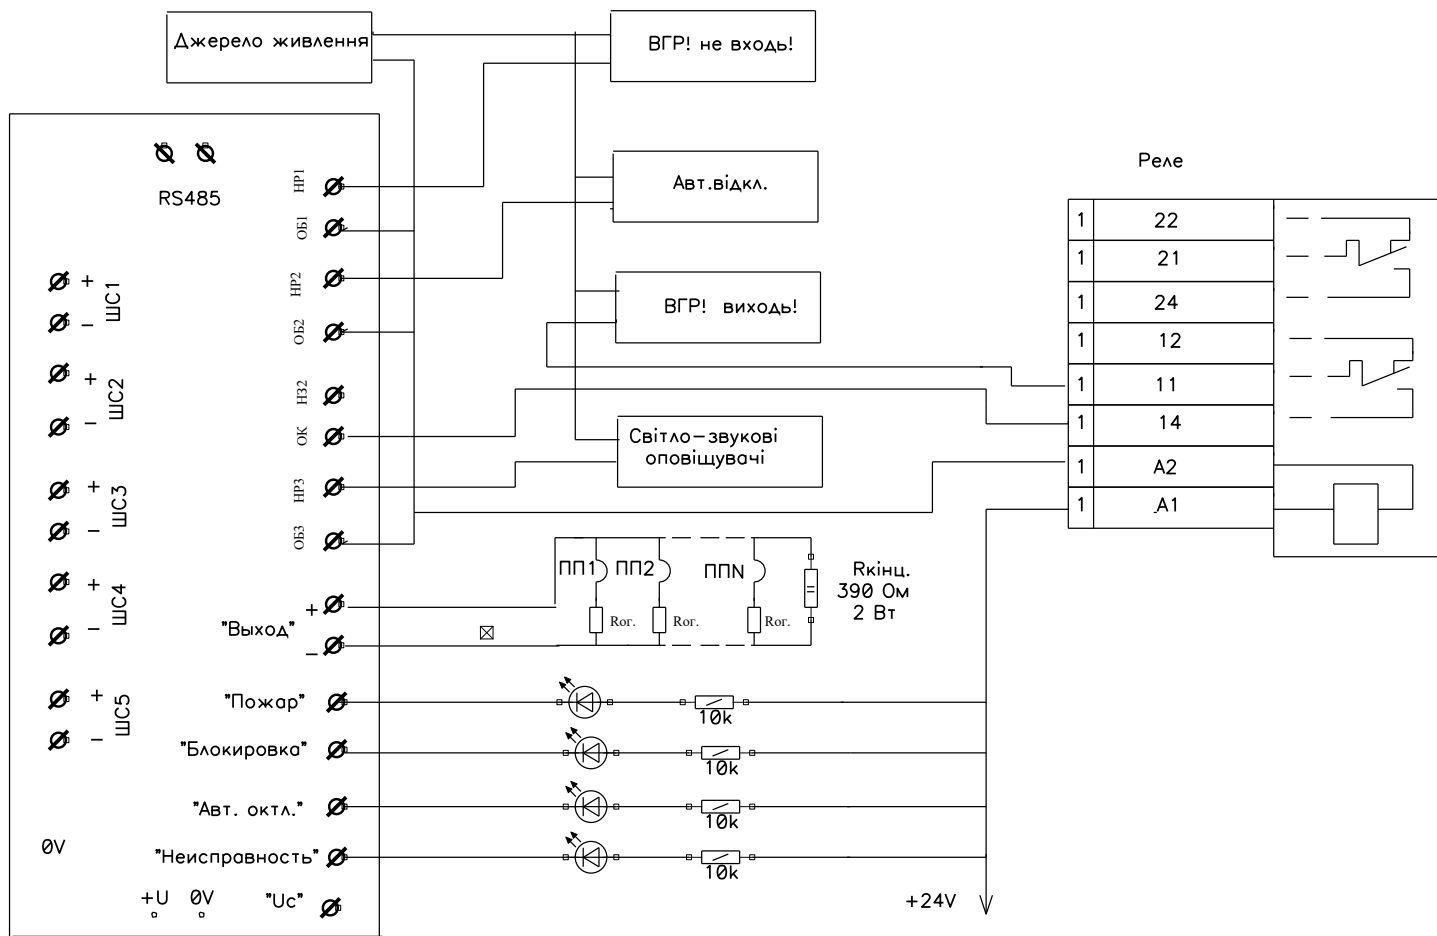 Джерело живлення
ВГР! не входь!
RS485
НР1
ОБ1
НР2
ОБ2
НЗ2
ОК
НР3
ОБ3
+
−
ШС1
+
−
ШС2
+
−
ШС3
+
−
ШС4
+
−
ШС5
Авт.відкл.
ВГР! виходь!
Світло-звукові
оповіщувачі
Реле
1 22
1 21
1 24
1 12
1 11
1 14
1 A2
1 A1
ПП1 ПП2 ППN
Rог. Rог. Rог.
Rкінц.
390 Ом
2 Вт
+
"Выход"
−
"Пожар"
10k
"Блокировка"
10k
"Авт. октл."
10k
"Неисправность"
10k
0V
+U 0V "Uc"
+24V